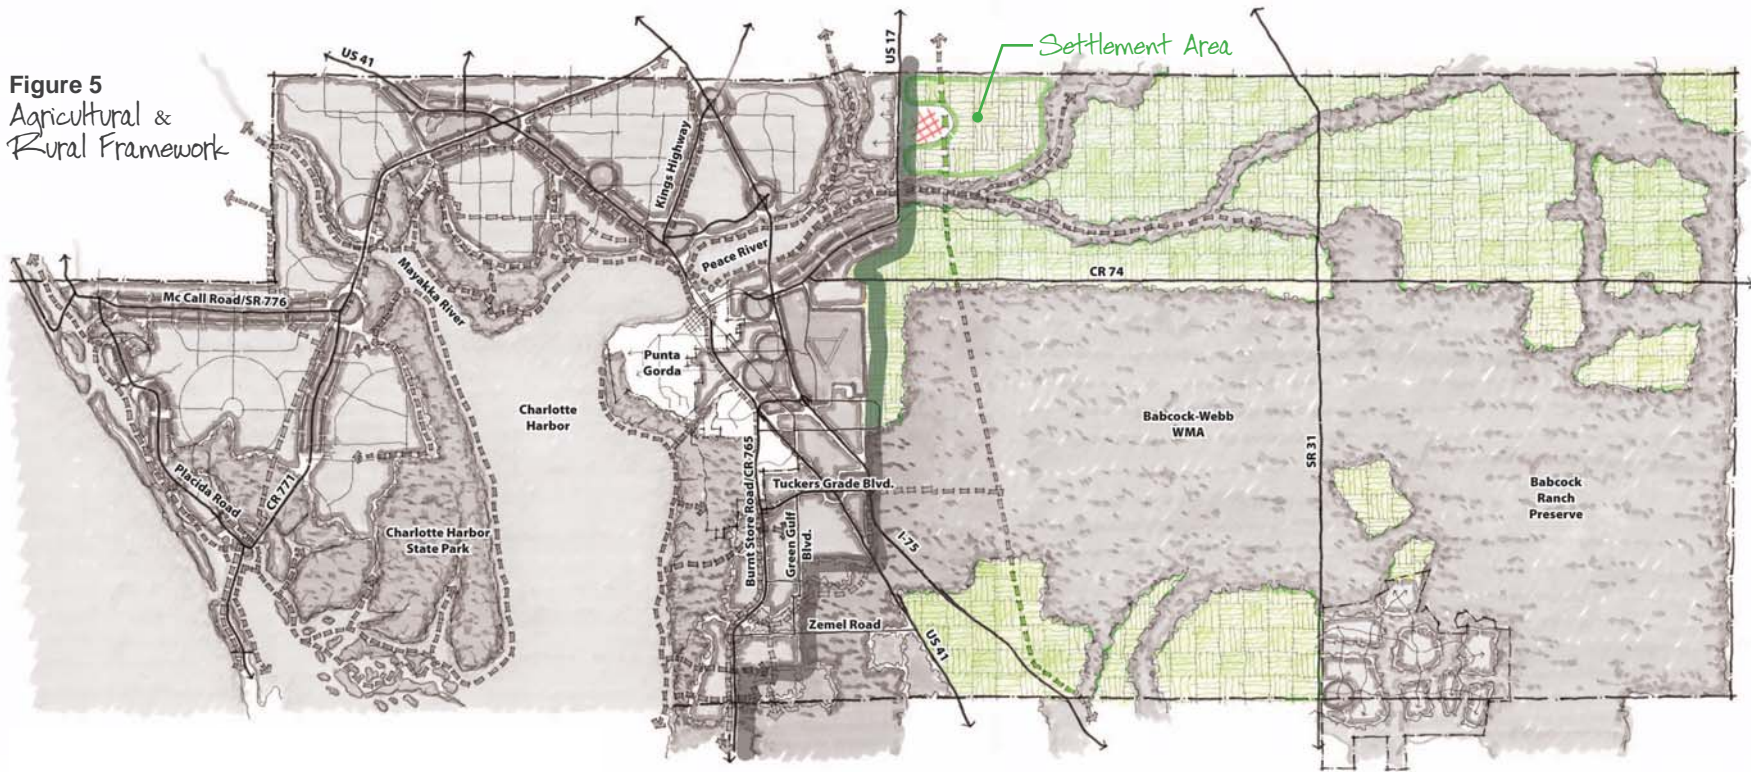 Figure 5
Agricultural &
Rural Framework
Settlement Area
US 41
US 17
Kings Highway
Peace River
Mayakka River
Mc Call Road/SR-776
CR 74
Punta
Gorda
Charlotte
Harbor
Babcock-Webb
WMA
SR 31
Babcock
Ranch
Preserve
Placida Road
CR 771
Charlotte Harbor
State Park
Burnt Store Road/CR-765
Tuckers Grade Blvd.
Green Gulf
Blvd.
I-75
Zemel Road
US 41